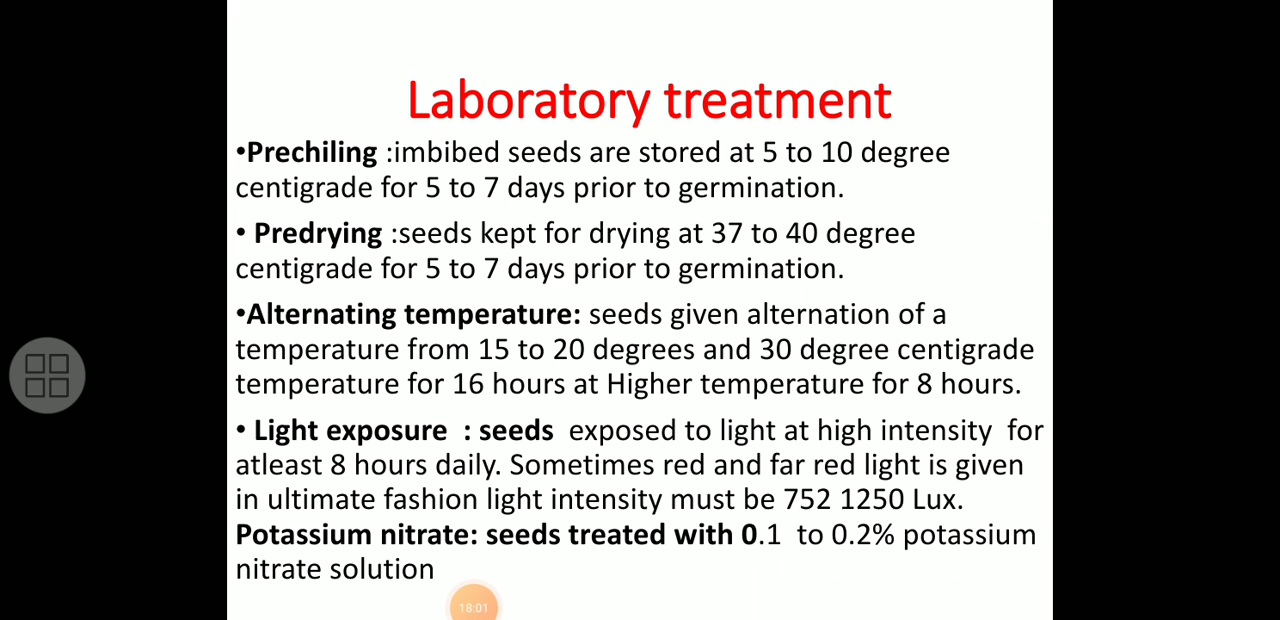 Laboratory treatment
•Prechiling :imbibed seeds are stored at 5 to 10 degree
centigrade for 5 to 7 days prior to germination.
• Predrying :seeds kept for drying at 37 to 40 degree
centigrade for 5 to 7 days prior to germination.
•Alternating temperature: seeds given alternation of a
temperature from 15 to 20 degrees and 30 degree centigrade
temperature for 16 hours at Higher temperature for 8 hours.
• Light exposure : seeds exposed to light at high intensity for
atleast 8 hours daily. Sometimes red and far red light is given
in ultimate fashion light intensity must be 752 1250 Lux.
Potassium nitrate: seeds treated with 0.1 to 0.2% potassium
nitrate solution
18:01